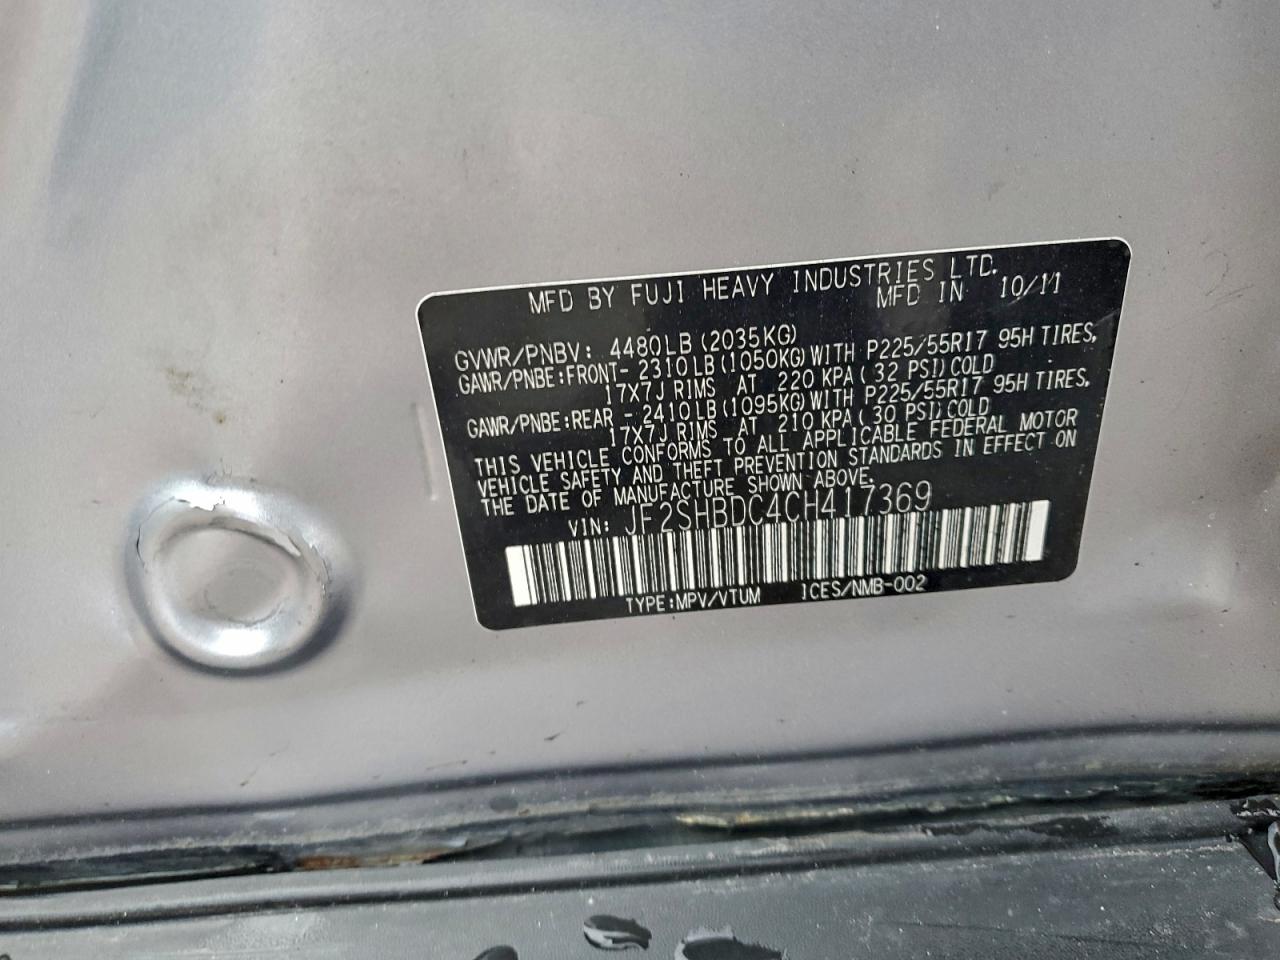 MFD BY FUJI HEAVY INDUSTRIES LTD.
MFD IN 10/11
GVWR/PNBV: 4480LB(2035KG)
GAWR/PNBE:FRONT- 2310LB(1050KG)WITH P225/55R17 95H TIRES,
17X7J RIMS AT 220KPA(32 PSI)COLD
GAWR/PNBE:REAR - 2410LB(1095KG)WITH P225/55R17 95H TIRES,
17X7J RIMS AT 210KPA(30 PSI)COLD
THIS VEHICLE CONFORMS TO ALL APPLICABLE FEDERAL MOTOR
VEHICLE SAFETY AND THEFT PREVENTION STANDARDS IN EFFECT ON
THE DATE OF MANUFACTURE SHOWN ABOVE.
VIN: JF2SHBDC4CH417369
TYPE:MPV/VTUM ICES/NMB-002